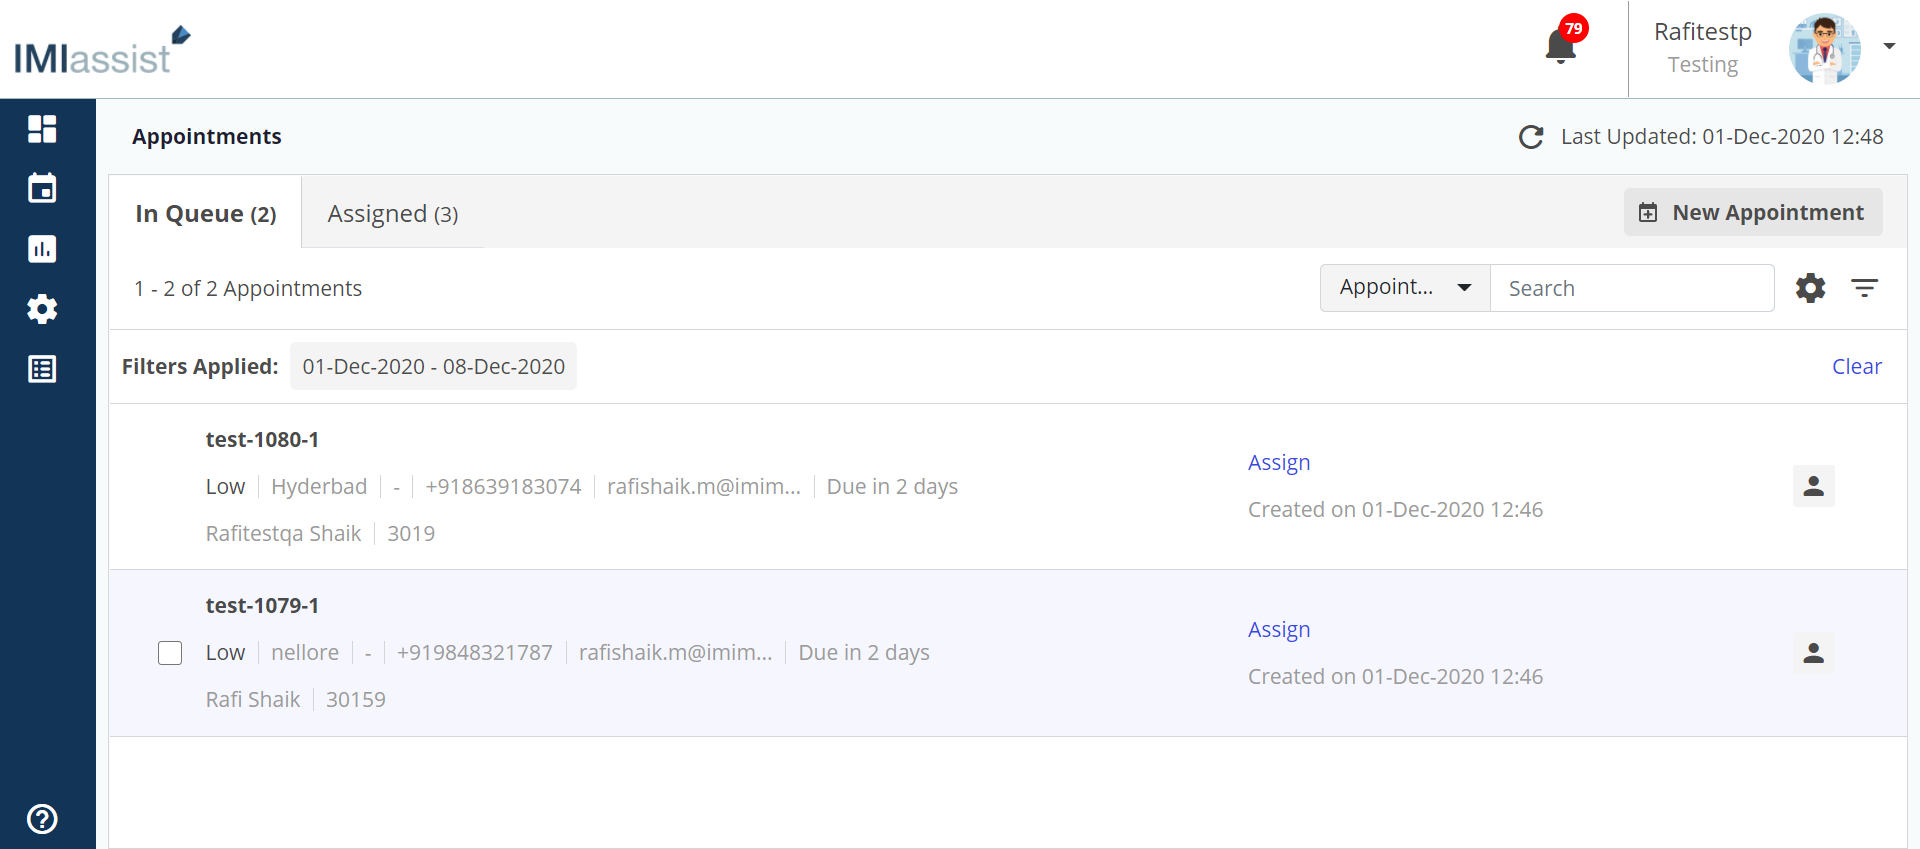 IMIassist
79
Rafitestp
Testing
Appointments
Last Updated: 01-Dec-2020 12:48
In Queue (2)
Assigned (3)
New Appointment
1 - 2 of 2 Appointments
Appoint...
Search
Filters Applied:
01-Dec-2020 - 08-Dec-2020
Clear
test-1080-1
Low | Hyderbad | - | +918639183074 | rafishaik.m@imim... | Due in 2 days
Rafitestqa Shaik | 3019
Assign
Created on 01-Dec-2020 12:46
test-1079-1
Low | nellore | - | +919848321787 | rafishaik.m@imim... | Due in 2 days
Rafi Shaik | 30159
Assign
Created on 01-Dec-2020 12:46